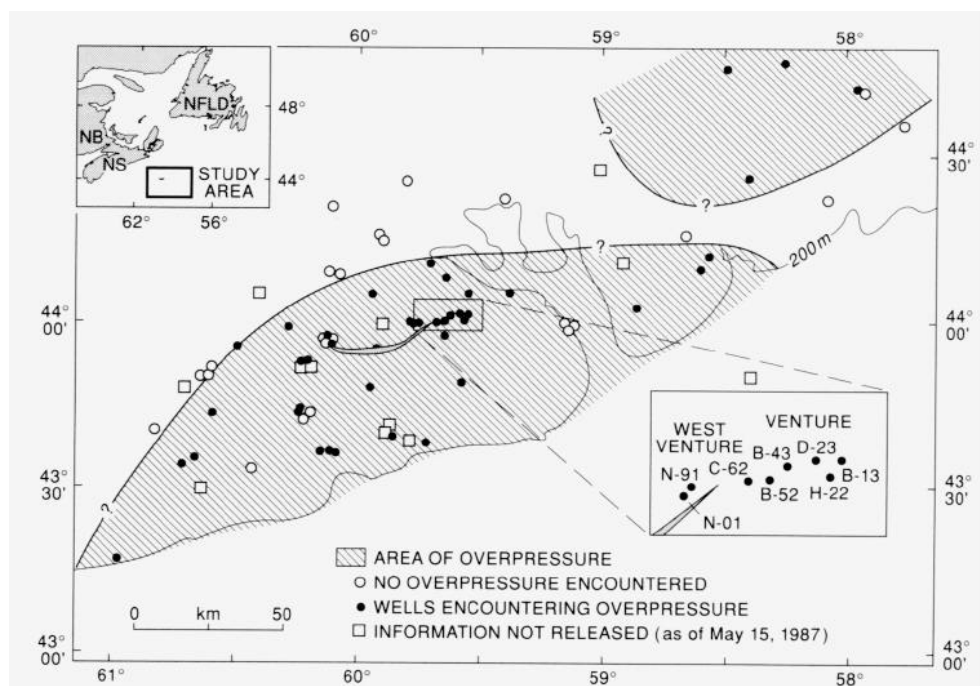 60°
59°
58°
NFLD
NB
NS
STUDY
AREA
48°
44°
62°
56°
44°
30'
?
?
?
200m
44°
00'
44°
00'
WEST
VENTURE
VENTURE
B-43
D-23
N-91
C-62
B-52
H-22
B-13
N-01
43°
30'
43°
30'
?
AREA OF OVERPRESSURE
NO OVERPRESSURE ENCOUNTERED
WELLS ENCOUNTERING OVERPRESSURE
INFORMATION NOT RELEASED (as of May 15, 1987)
0 km 50
43°
00'
43°
00'
61°
60°
59°
58°